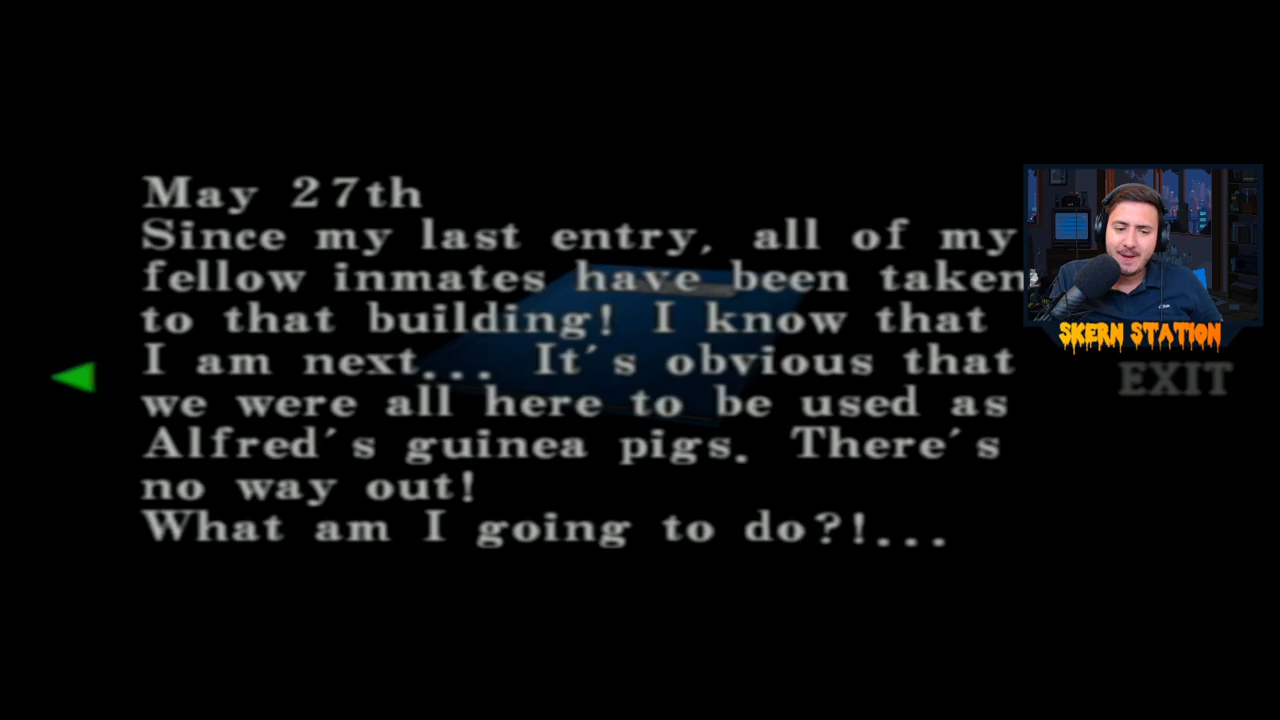 May 27th
Since my last entry, all of my
fellow inmates have been taken
to that building! I know that
I am next... It's obvious that
we were all here to be used as
Alfred's guinea pigs. There's
no way out!
What am I going to do?!...
SKERN STATION
EXIT